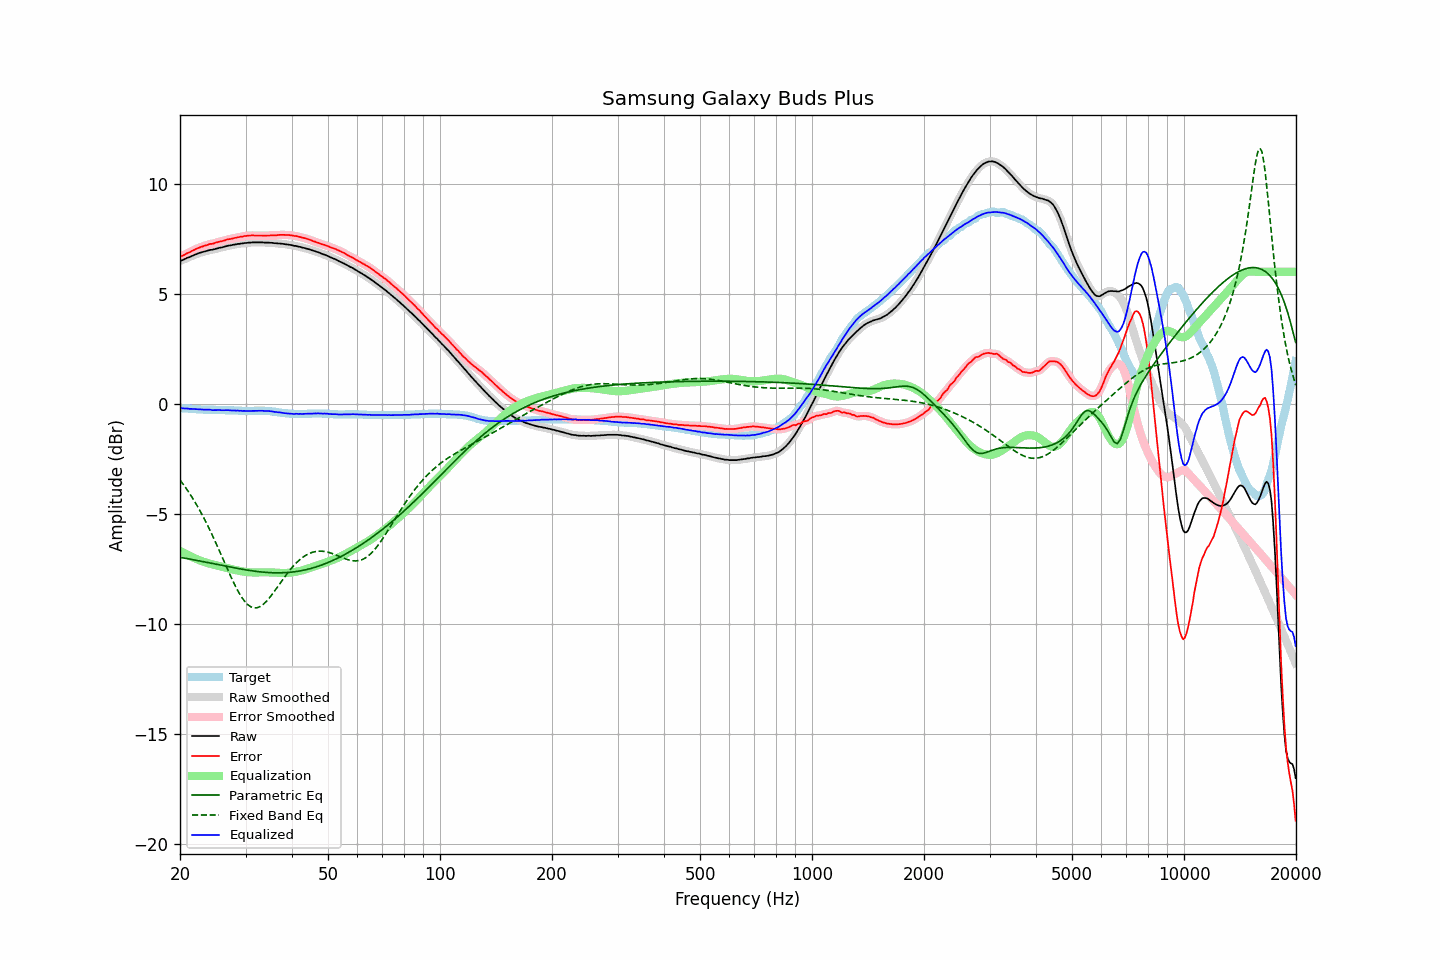 Samsung Galaxy Buds Plus
Amplitude (dBr)
10
5
0
−5
−10
−15
−20
Target
Raw Smoothed
Error Smoothed
Raw
Error
Equalization
Parametric Eq
Fixed Band Eq
Equalized
20 50 100 200 500 1000 2000 5000 10000 20000
Frequency (Hz)